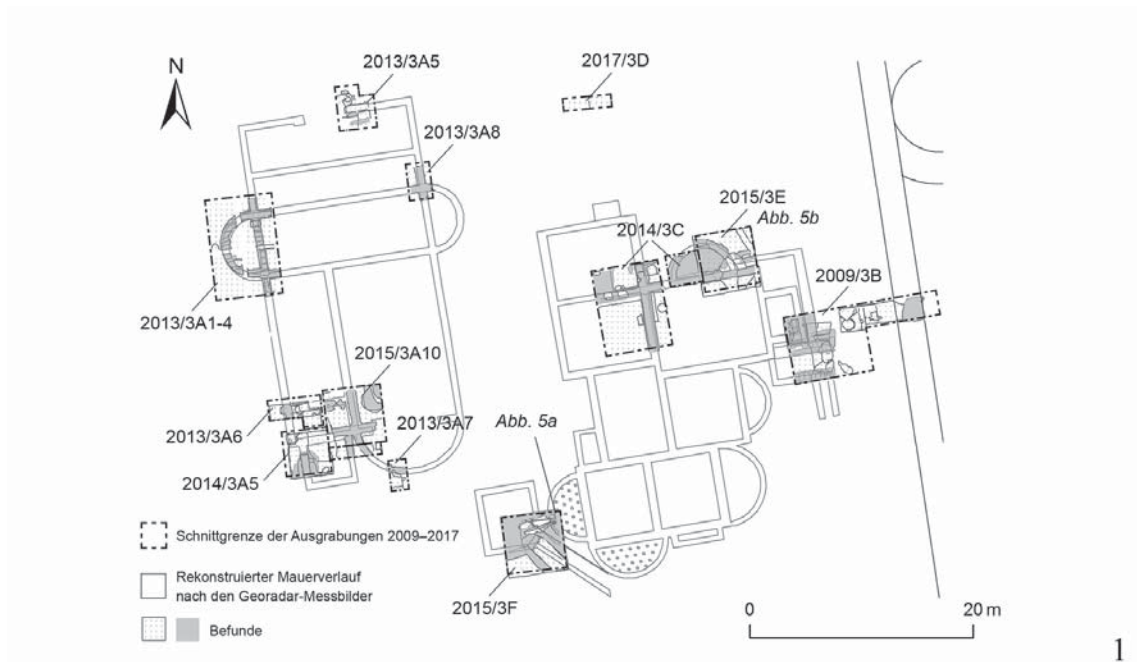 N
2013/3A5
2017/3D
2013/3A8
2015/3E
Abb. 5b
2014/3C
2009/3B
2013/3A1-4
2015/3A10
2013/3A7
Abb. 5a
2013/3A6
2014/3A5
Schnittgrenze der Ausgrabungen 2009–2017
Rekonstruierter Mauerverlauf
nach den Georadar-Messbilder
Befunde
2015/3F
0 20 m
1